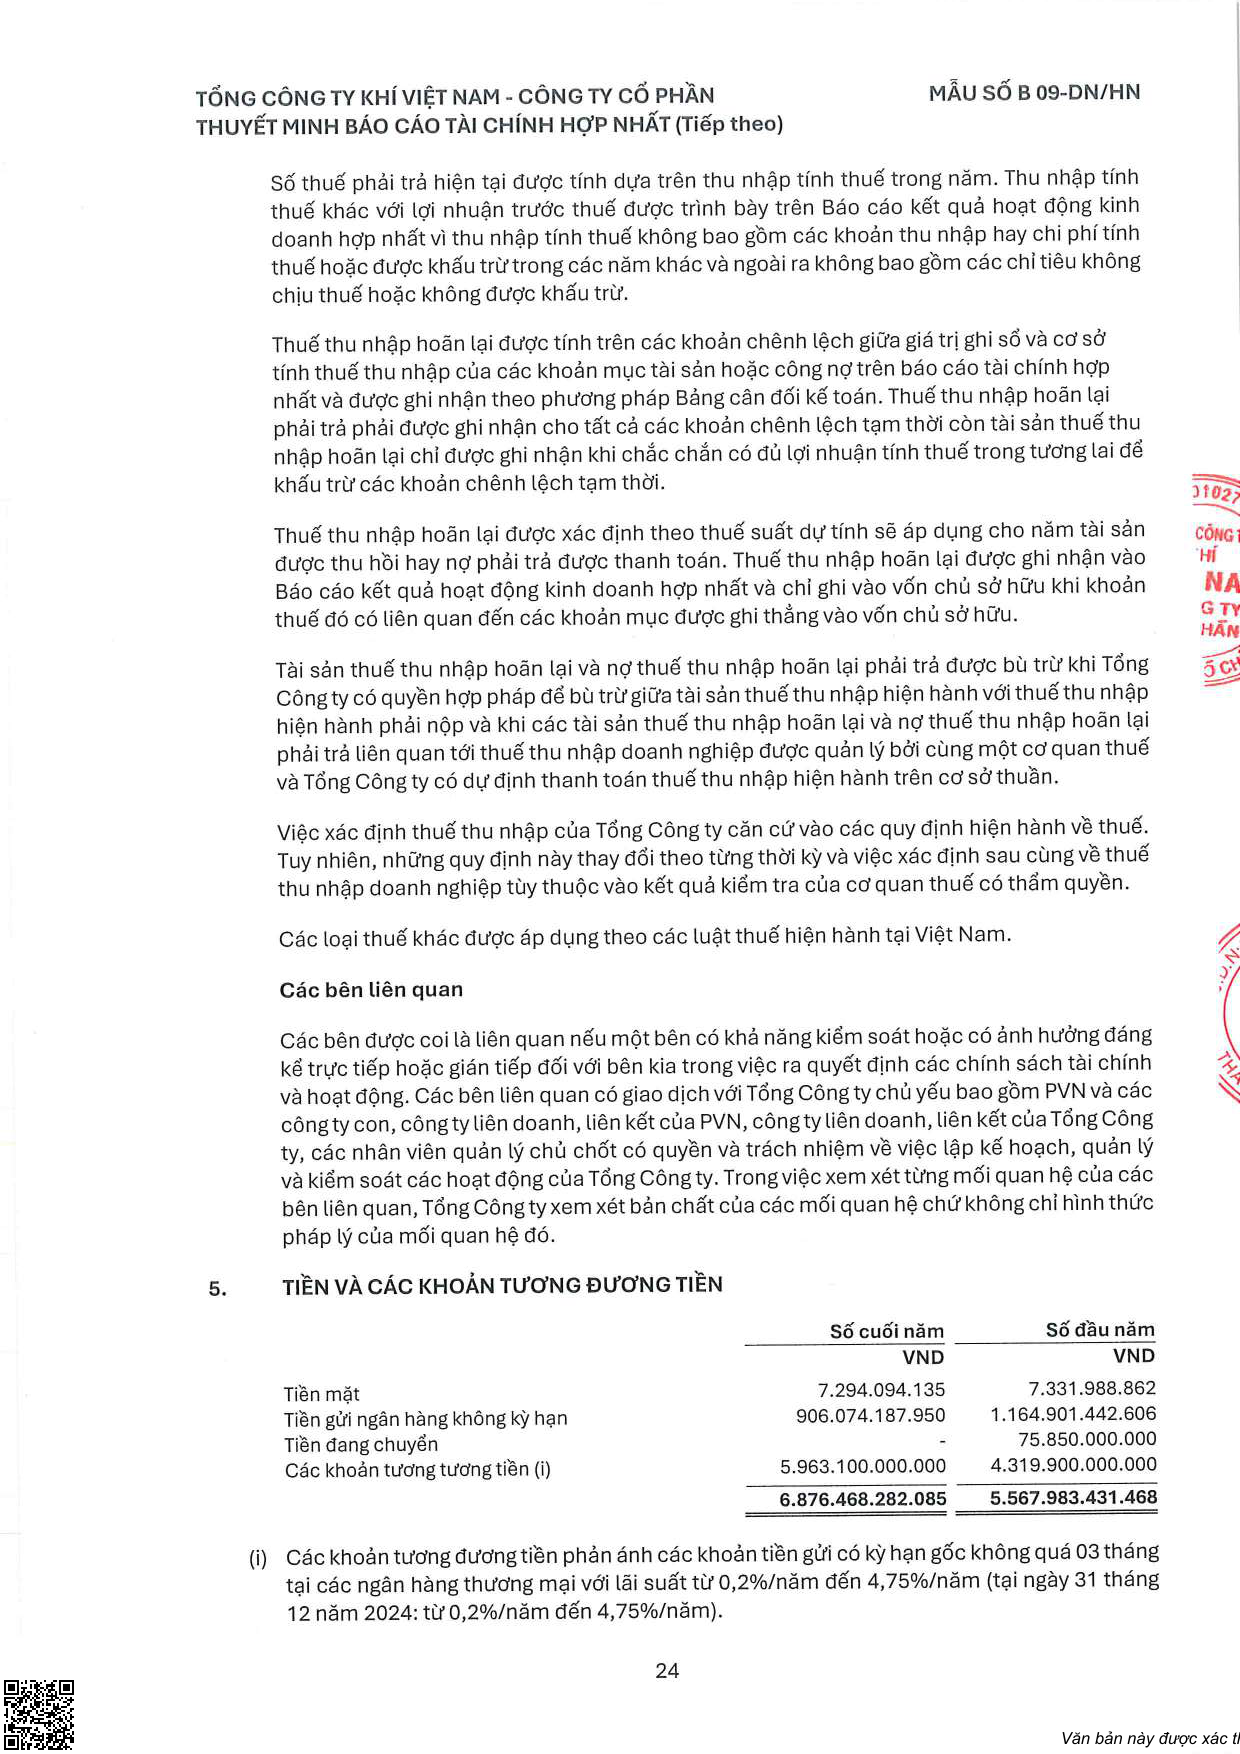 TỔNG CÔNG TY KHÍ VIỆT NAM - CÔNG TY CỔ PHẦN
MẪU SỐ B 09-DN/HN
THUYẾT MINH BÁO CÁO TÀI CHÍNH HỢP NHẤT (Tiếp theo)
Số thuế phải trả hiện tại được tính dựa trên thu nhập tính thuế trong năm. Thu nhập tính
thuế khác với lợi nhuận trước thuế được trình bày trên Báo cáo kết quả hoạt động kinh
doanh hợp nhất vì thu nhập tính thuế không bao gồm các khoản thu nhập hay chi phí tính
thuế hoặc được khấu trừ trong các năm khác và ngoài ra không bao gồm các chỉ tiêu không
chịu thuế hoặc không được khấu trừ.
Thuế thu nhập hoãn lại được tính trên các khoản chênh lệch giữa giá trị ghi sổ và cơ sở
tính thuế thu nhập của các khoản mục tài sản hoặc công nợ trên báo cáo tài chính hợp
nhất và được ghi nhận theo phương pháp Bảng cân đối kế toán. Thuế thu nhập hoãn lại
phải trả phải được ghi nhận cho tất cả các khoản chênh lệch tạm thời còn tài sản thuế thu
nhập hoãn lại chỉ được ghi nhận khi chắc chắn có đủ lợi nhuận tính thuế trong tương lai để
khấu trừ các khoản chênh lệch tạm thời.
Thuế thu nhập hoãn lại được xác định theo thuế suất dự tính sẽ áp dụng cho năm tài sản
được thu hồi hay nợ phải trả được thanh toán. Thuế thu nhập hoãn lại được ghi nhận vào
Báo cáo kết quả hoạt động kinh doanh hợp nhất và chỉ ghi vào vốn chủ sở hữu khi khoản
thuế đó có liên quan đến các khoản mục được ghi thẳng vào vốn chủ sở hữu.
Tài sản thuế thu nhập hoãn lại và nợ thuế thu nhập hoãn lại phải trả được bù trừ khi Tổng
Công ty có quyền hợp pháp để bù trừ giữa tài sản thuế thu nhập hiện hành với thuế thu nhập
hiện hành phải nộp và khi các tài sản thuế thu nhập hoãn lại và nợ thuế thu nhập hoãn lại
phải trả liên quan tới thuế thu nhập doanh nghiệp được quản lý bởi cùng một cơ quan thuế
và Tổng Công ty có dự định thanh toán thuế thu nhập hiện hành trên cơ sở thuần.
Việc xác định thuế thu nhập của Tổng Công ty căn cứ vào các quy định hiện hành về thuế.
Tuy nhiên, những quy định này thay đổi theo từng thời kỳ và việc xác định sau cùng về thuế
thu nhập doanh nghiệp tùy thuộc vào kết quả kiểm tra của cơ quan thuế có thẩm quyền.
Các loại thuế khác được áp dụng theo các luật thuế hiện hành tại Việt Nam.
Các bên liên quan
Các bên được coi là liên quan nếu một bên có khả năng kiểm soát hoặc có ảnh hưởng đáng
kể trực tiếp hoặc gián tiếp đối với bên kia trong việc ra quyết định các chính sách tài chính
và hoạt động. Các bên liên quan có giao dịch với Tổng Công ty chủ yếu bao gồm PVN và các
công ty con, công ty liên doanh, liên kết của PVN, công ty liên doanh, liên kết của Tổng Công
ty, các nhân viên quản lý chủ chốt có quyền và trách nhiệm về việc lập kế hoạch, quản lý
và kiểm soát các hoạt động của Tổng Công ty. Trong việc xem xét từng mối quan hệ của các
bên liên quan, Tổng Công ty xem xét bản chất của các mối quan hệ chứ không chỉ hình thức
pháp lý của mối quan hệ đó.
5. TIỀN VÀ CÁC KHOẢN TƯƠNG ĐƯƠNG TIỀN
Số cuối năm Số đầu năm
VND VND
Tiền mặt 7.294.094.135 7.331.988.862
Tiền gửi ngân hàng không kỳ hạn 906.074.187.950 1.164.901.442.606
Tiền đang chuyển - 75.850.000.000
Các khoản tương tương tiền (i) 5.963.100.000.000 4.319.900.000.000
6.876.468.282.085 5.567.983.431.468
(i) Các khoản tương đương tiền phản ánh các khoản tiền gửi có kỳ hạn gốc không quá 03 tháng
tại các ngân hàng thương mại với lãi suất từ 0,2%/năm đến 4,75%/năm (tại ngày 31 tháng
12 năm 2024: từ 0,2%/năm đến 4,75%/năm).
24
Văn bản này được xác
CÔNG
HÍ
NA
G TY